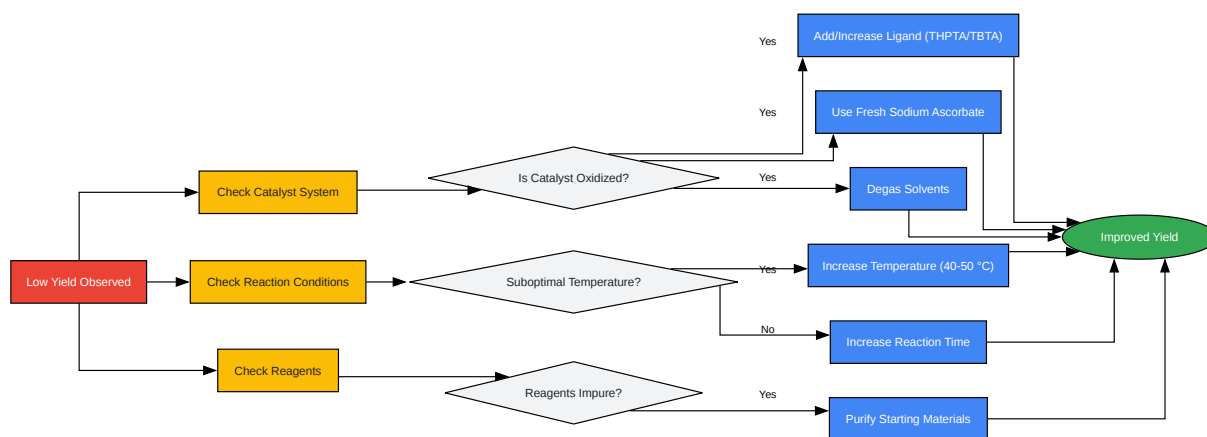 Low Yield Observed
Check Catalyst System
Check Reaction Conditions
Check Reagents
Is Catalyst Oxidized?
Suboptimal Temperature?
Reagents Impure?
Yes
Yes
Yes
Yes
No
Yes
Add/Increase Ligand (THPTA/TBTA)
Use Fresh Sodium Ascorbate
Degas Solvents
Increase Temperature (40-50 °C)
Increase Reaction Time
Purify Starting Materials
Improved Yield